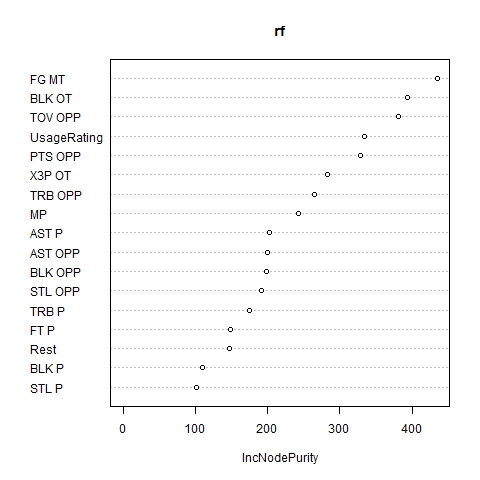 rf
FG MT
BLK OT
TOV OPP
UsageRating
PTS OPP
X3P OT
TRB OPP
MP
AST P
AST OPP
BLK OPP
STL OPP
TRB P
FT P
Rest
BLK P
STL P
0 100 200 300 400
IncNodePurity